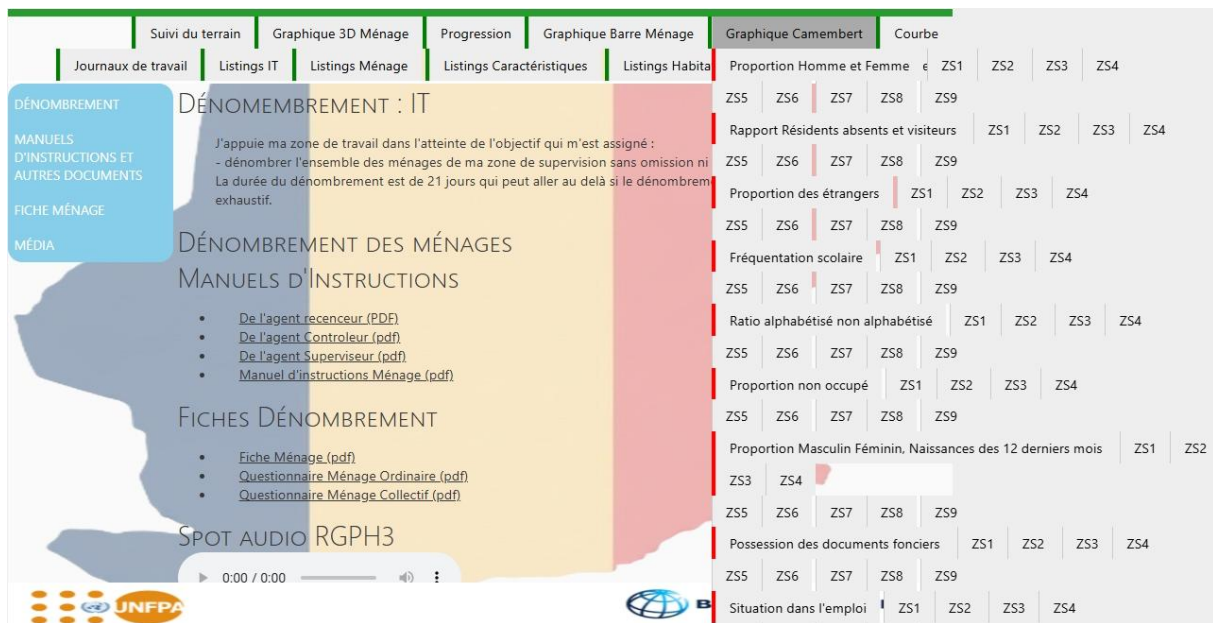 Suivi du terrain Graphique 3D Ménage Progression Graphique Barre Ménage Graphique Camembert Courbe
Journaux de travail Listings IT Listings Ménage Listings Caractéristiques Listings Habita
DÉNOMBREMENT
MANUELS
D'INSTRUCTIONS ET
AUTRES DOCUMENTS
FICHE MÉNAGE
MÉDIA
DÉNOMEMBREMENT : IT
J'appuie ma zone de travail dans l'atteinte de l'objectif qui m'est assigné :
- dénombrer l'ensemble des ménages de ma zone de supervision sans omission ni
La durée du dénombrement est de 21 jours qui peut aller au delà si le dénombrem
exhaustif.
DÉNOMBREMENT DES MÉNAGES
MANUELS D'INSTRUCTIONS
• De l'agent recenceur (PDF)
• De l'agent Controleur (pdf)
• De l'agent Superviseur (pdf)
• Manuel d'instructions Ménage (pdf)
FICHES DÉNOMBREMENT
• Fiche Ménage (pdf)
• Questionnaire Ménage Ordinaire (pdf)
• Questionnaire Ménage Collectif (pdf)
SPOT AUDIO RGPH3
0:00 / 0:00
UNFPA
B
Proportion Homme et Femme ZS1 ZS2 ZS3 ZS4
ZS5 ZS6 ZS7 ZS8 ZS9
Rapport Résidents absents et visiteurs ZS1 ZS2 ZS3 ZS4
ZS5 ZS6 ZS7 ZS8 ZS9
Proportion des étrangers ZS1 ZS2 ZS3 ZS4
ZS5 ZS6 ZS7 ZS8 ZS9
Fréquentation scolaire ZS1 ZS2 ZS3 ZS4
ZS5 ZS6 ZS7 ZS8 ZS9
Ratio alphabétisé non alphabétisé ZS1 ZS2 ZS3 ZS4
ZS5 ZS6 ZS7 ZS8 ZS9
Proportion non occupé ZS1 ZS2 ZS3 ZS4
ZS5 ZS6 ZS7 ZS8 ZS9
Proportion Masculin Féminin, Naissances des 12 derniers mois ZS1 ZS2
ZS3 ZS4
ZS5 ZS6 ZS7 ZS8 ZS9
Possession des documents fonciers ZS1 ZS2 ZS3 ZS4
ZS5 ZS6 ZS7 ZS8 ZS9
Situation dans l'emploi ZS1 ZS2 ZS3 ZS4